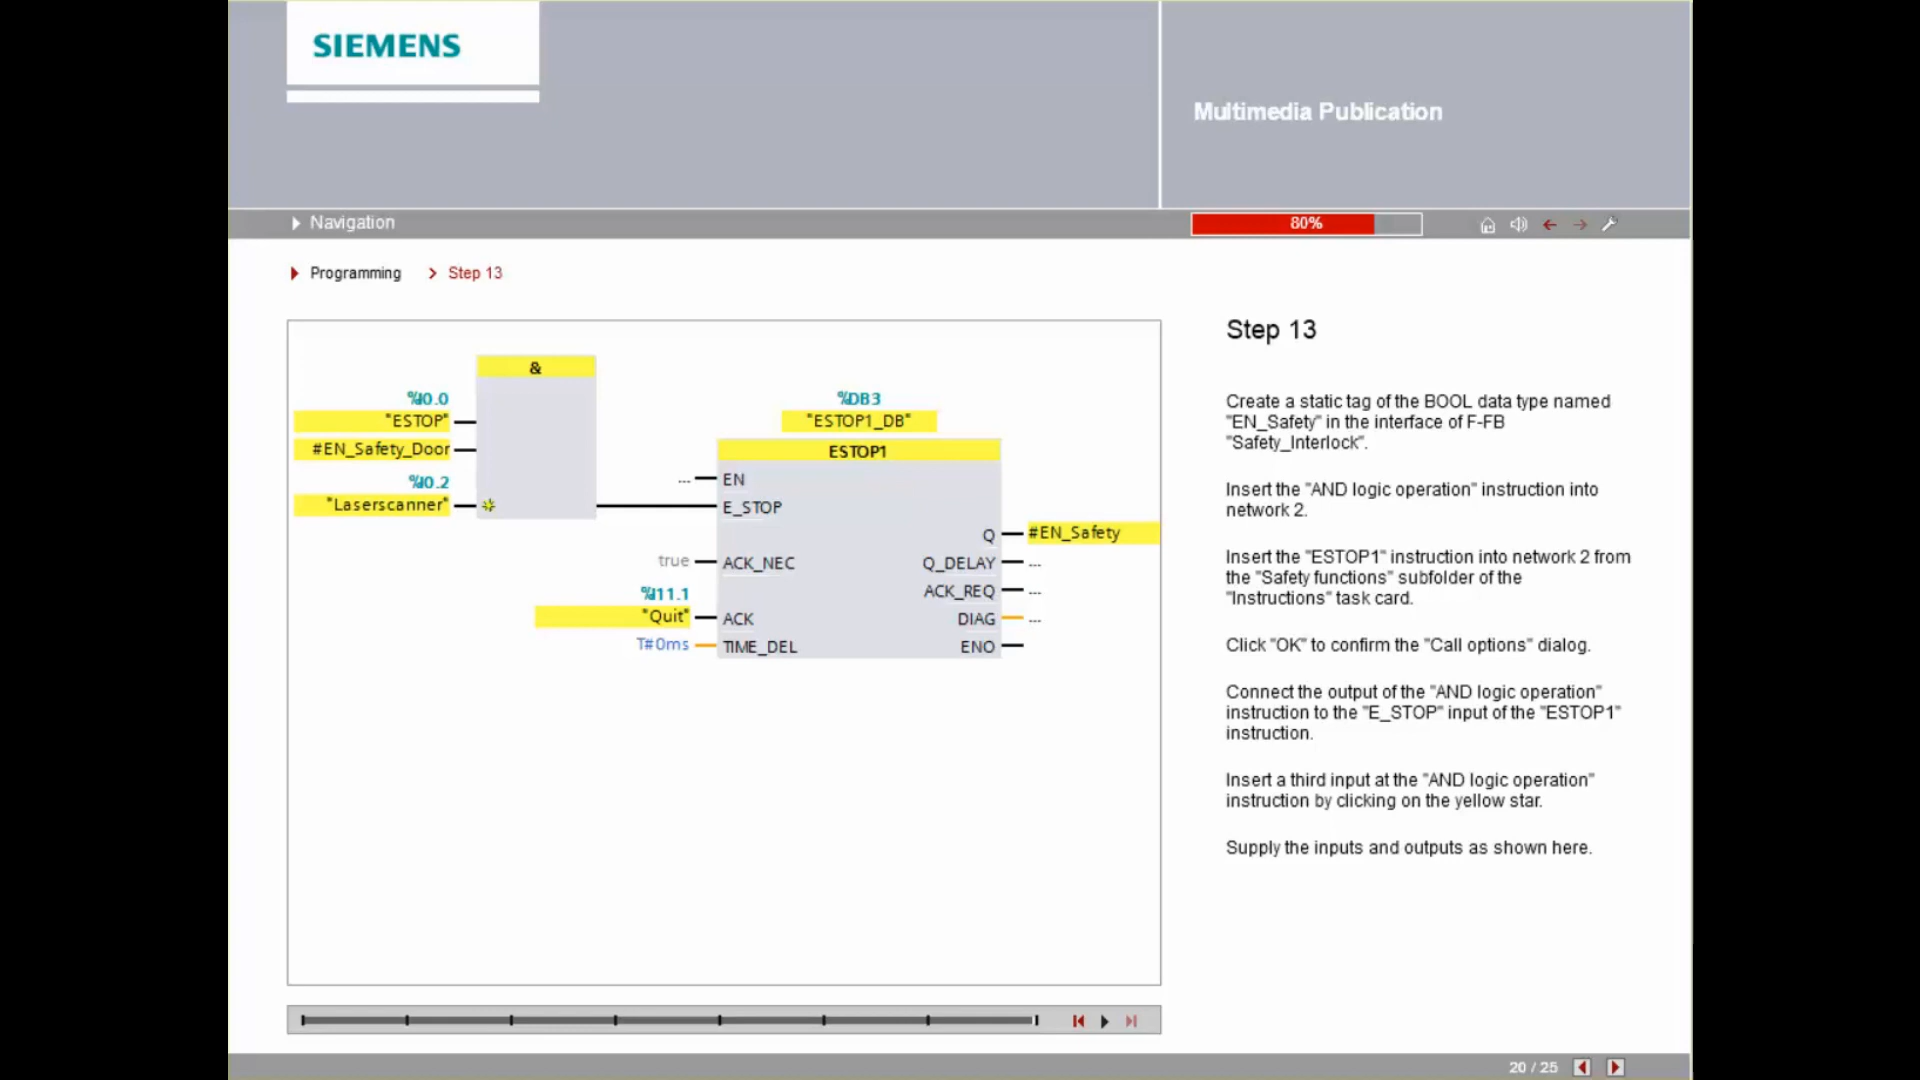 SIEMENS
Multimedia Publication
Navigation
80%
Programming > Step 13
&
%I0.0
"ESTOP"
#EN_Safety_Door
%I0.2
"Laserscanner"
%DB3
"ESTOP1_DB"
ESTOP1
... EN
E_STOP
Q #EN_Safety
true ACK_NEC
Q_DELAY ...
%I11.1
ACK_REQ ...
"Quit" ACK
DIAG ...
T#0ms TIME_DEL
ENO
Step 13
Create a static tag of the BOOL data type named
"EN_Safety" in the interface of F-FB
"Safety_Interlock".
Insert the "AND logic operation" instruction into
network 2.
Insert the "ESTOP1" instruction into network 2 from
the "Safety functions" subfolder of the
"Instructions" task card.
Click "OK" to confirm the "Call options" dialog.
Connect the output of the "AND logic operation"
instruction to the "E_STOP" input of the "ESTOP1"
instruction.
Insert a third input at the "AND logic operation"
instruction by clicking on the yellow star.
Supply the inputs and outputs as shown here.
20 / 25